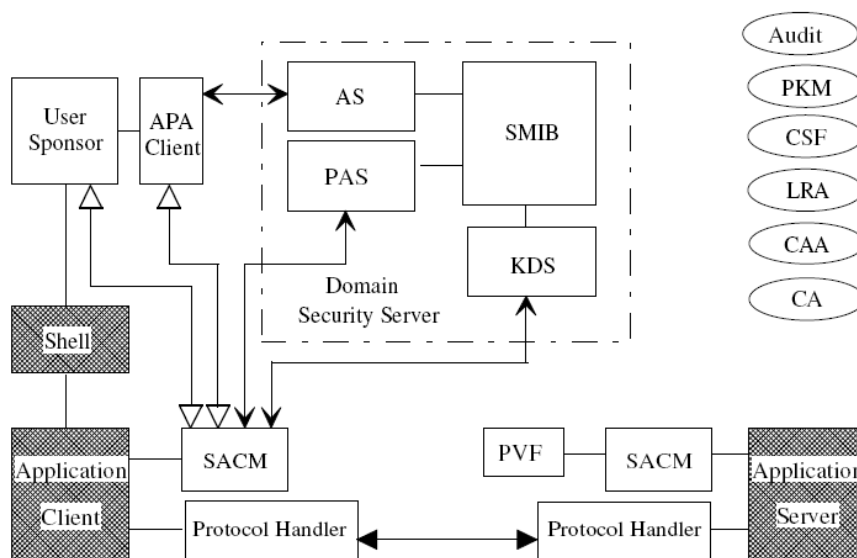 Audit
PKM
CSF
LRA
CAA
CA
User
Sponsor
APA
Client
AS
PAS
SMIB
KDS
Domain
Security Server
Shell
Application
Client
SACM
Protocol Handler
PVF
SACM
Protocol Handler
Application
Server